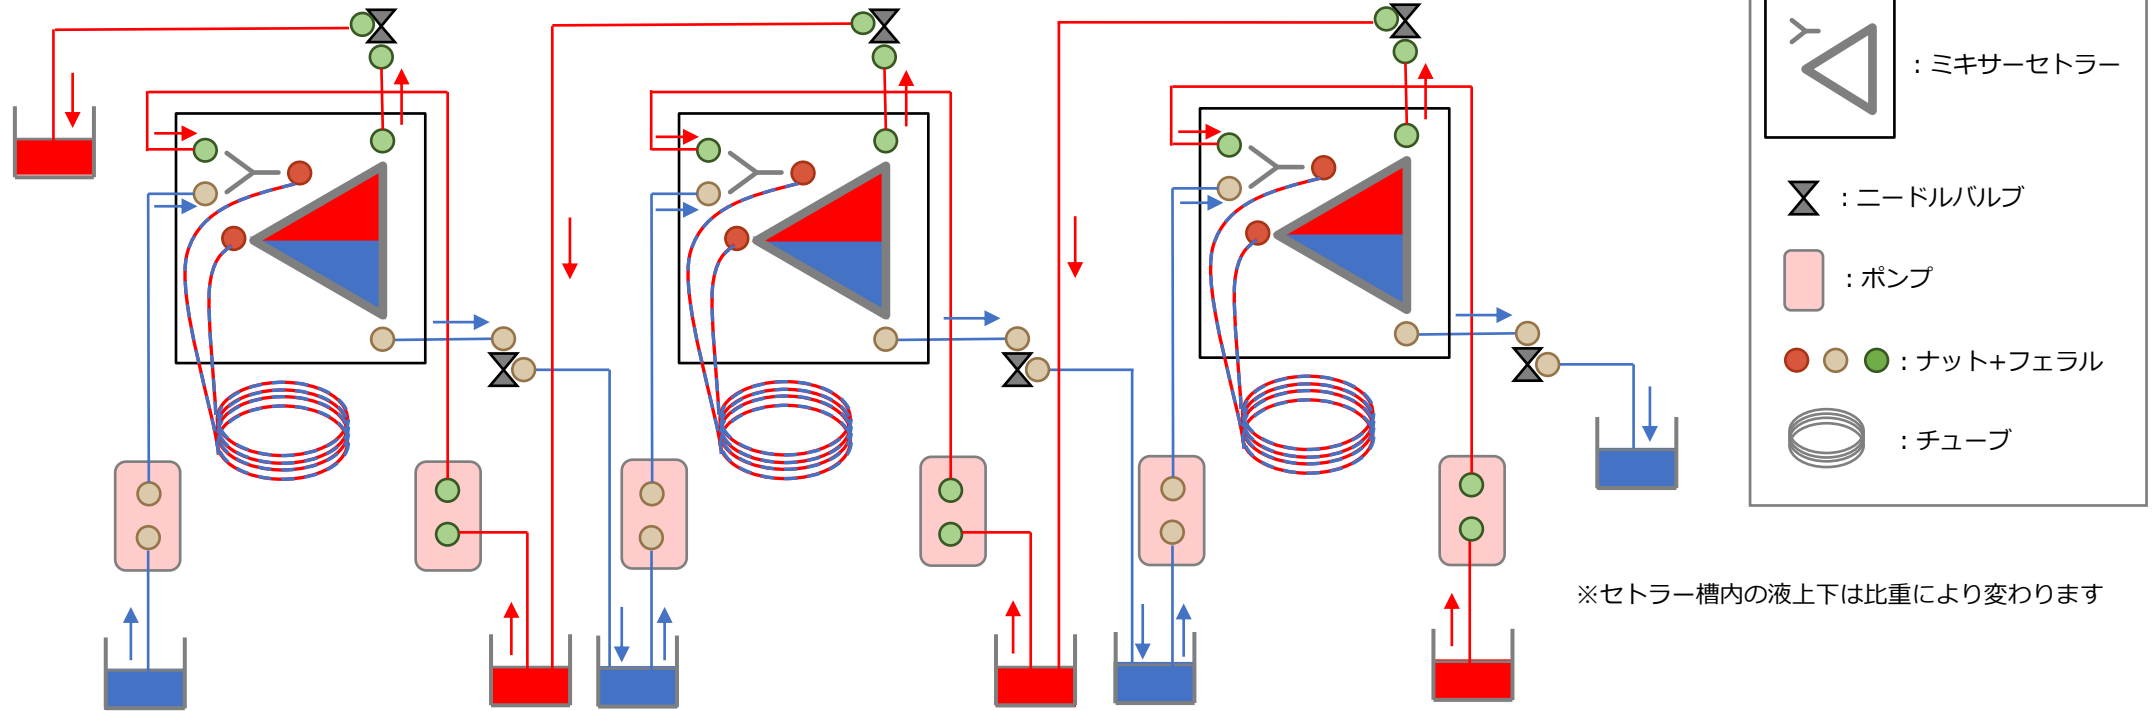 ：ミキサーセトラー
：ニードルバルブ
：ポンプ
：ナット+フェラル
：チューブ
※セトラー槽内の液上下は比重により変わります